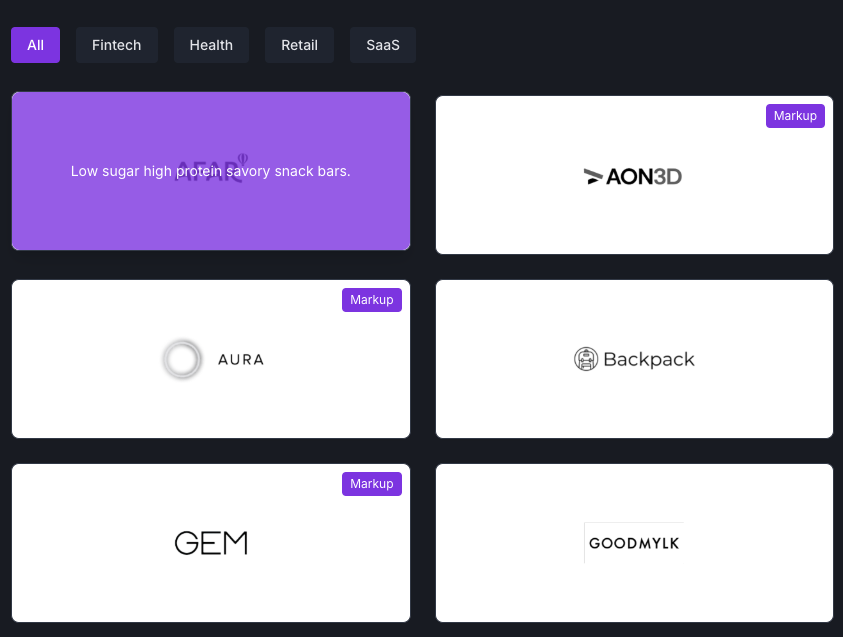 All
Fintech
Health
Retail
SaaS
AFAR
Low sugar high protein savory snack bars.
Markup
AON3D
Markup
AURA
Backpack
Markup
GEM
GOODMYLK